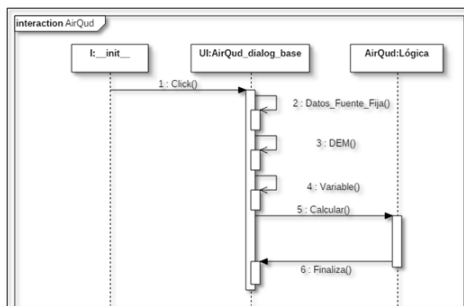 interaction AirQud
I:__init__
UI:AirQud_dialog_base
AirQud:Lógica
1 : Click()
2 : Datos_Fuente_Fija()
3 : DEM()
4 : Variable()
5 : Calcular()
6 : Finaliza()